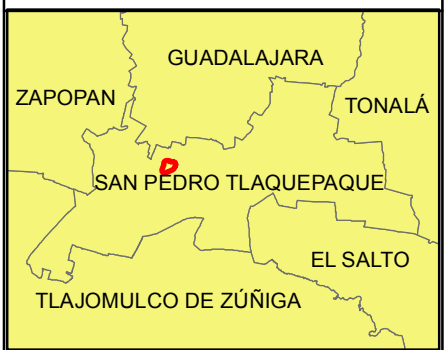 GUADALAJARA
ZAPOPAN
TONALÁ
SAN PEDRO TLAQUEPAQUE
EL SALTO
TLAJOMULCO DE ZÚÑIGA